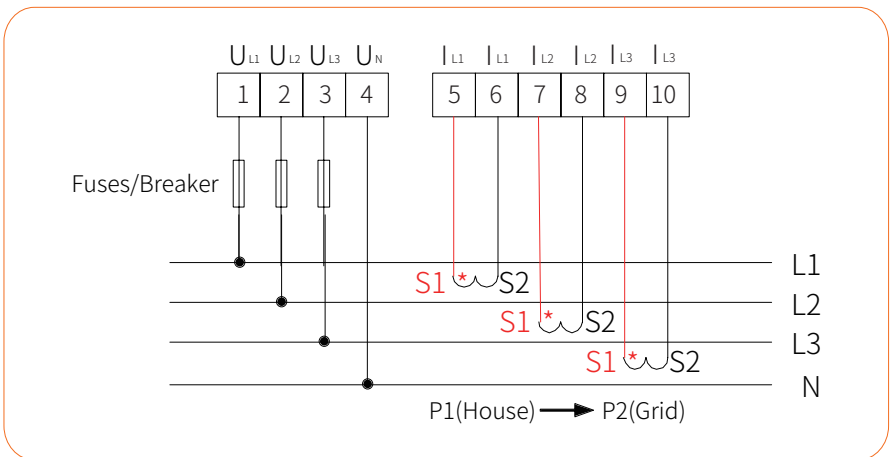 UL1 UL2 UL3 UN IL1 IL1 IL2 IL2 IL3 IL3
1 2 3 4 5 6 7 8 9 10
Fuses/Breaker
L1
S1 * S2
L2
S1 * S2
L3
S1 * S2
N
P1(House) P2(Grid)